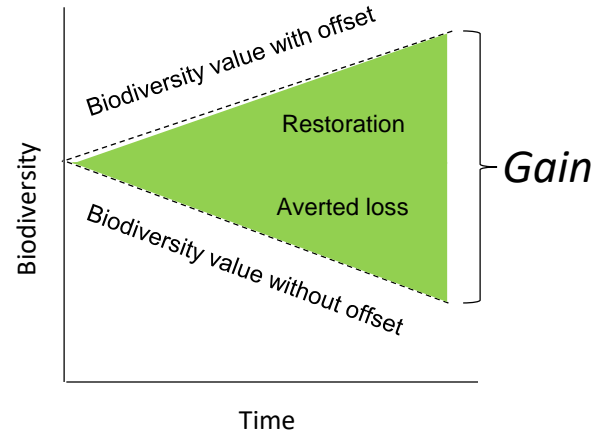 Biodiversity value with offset
Restoration
Gain
Averted loss
Biodiversity value without offset
Biodiversity
Time